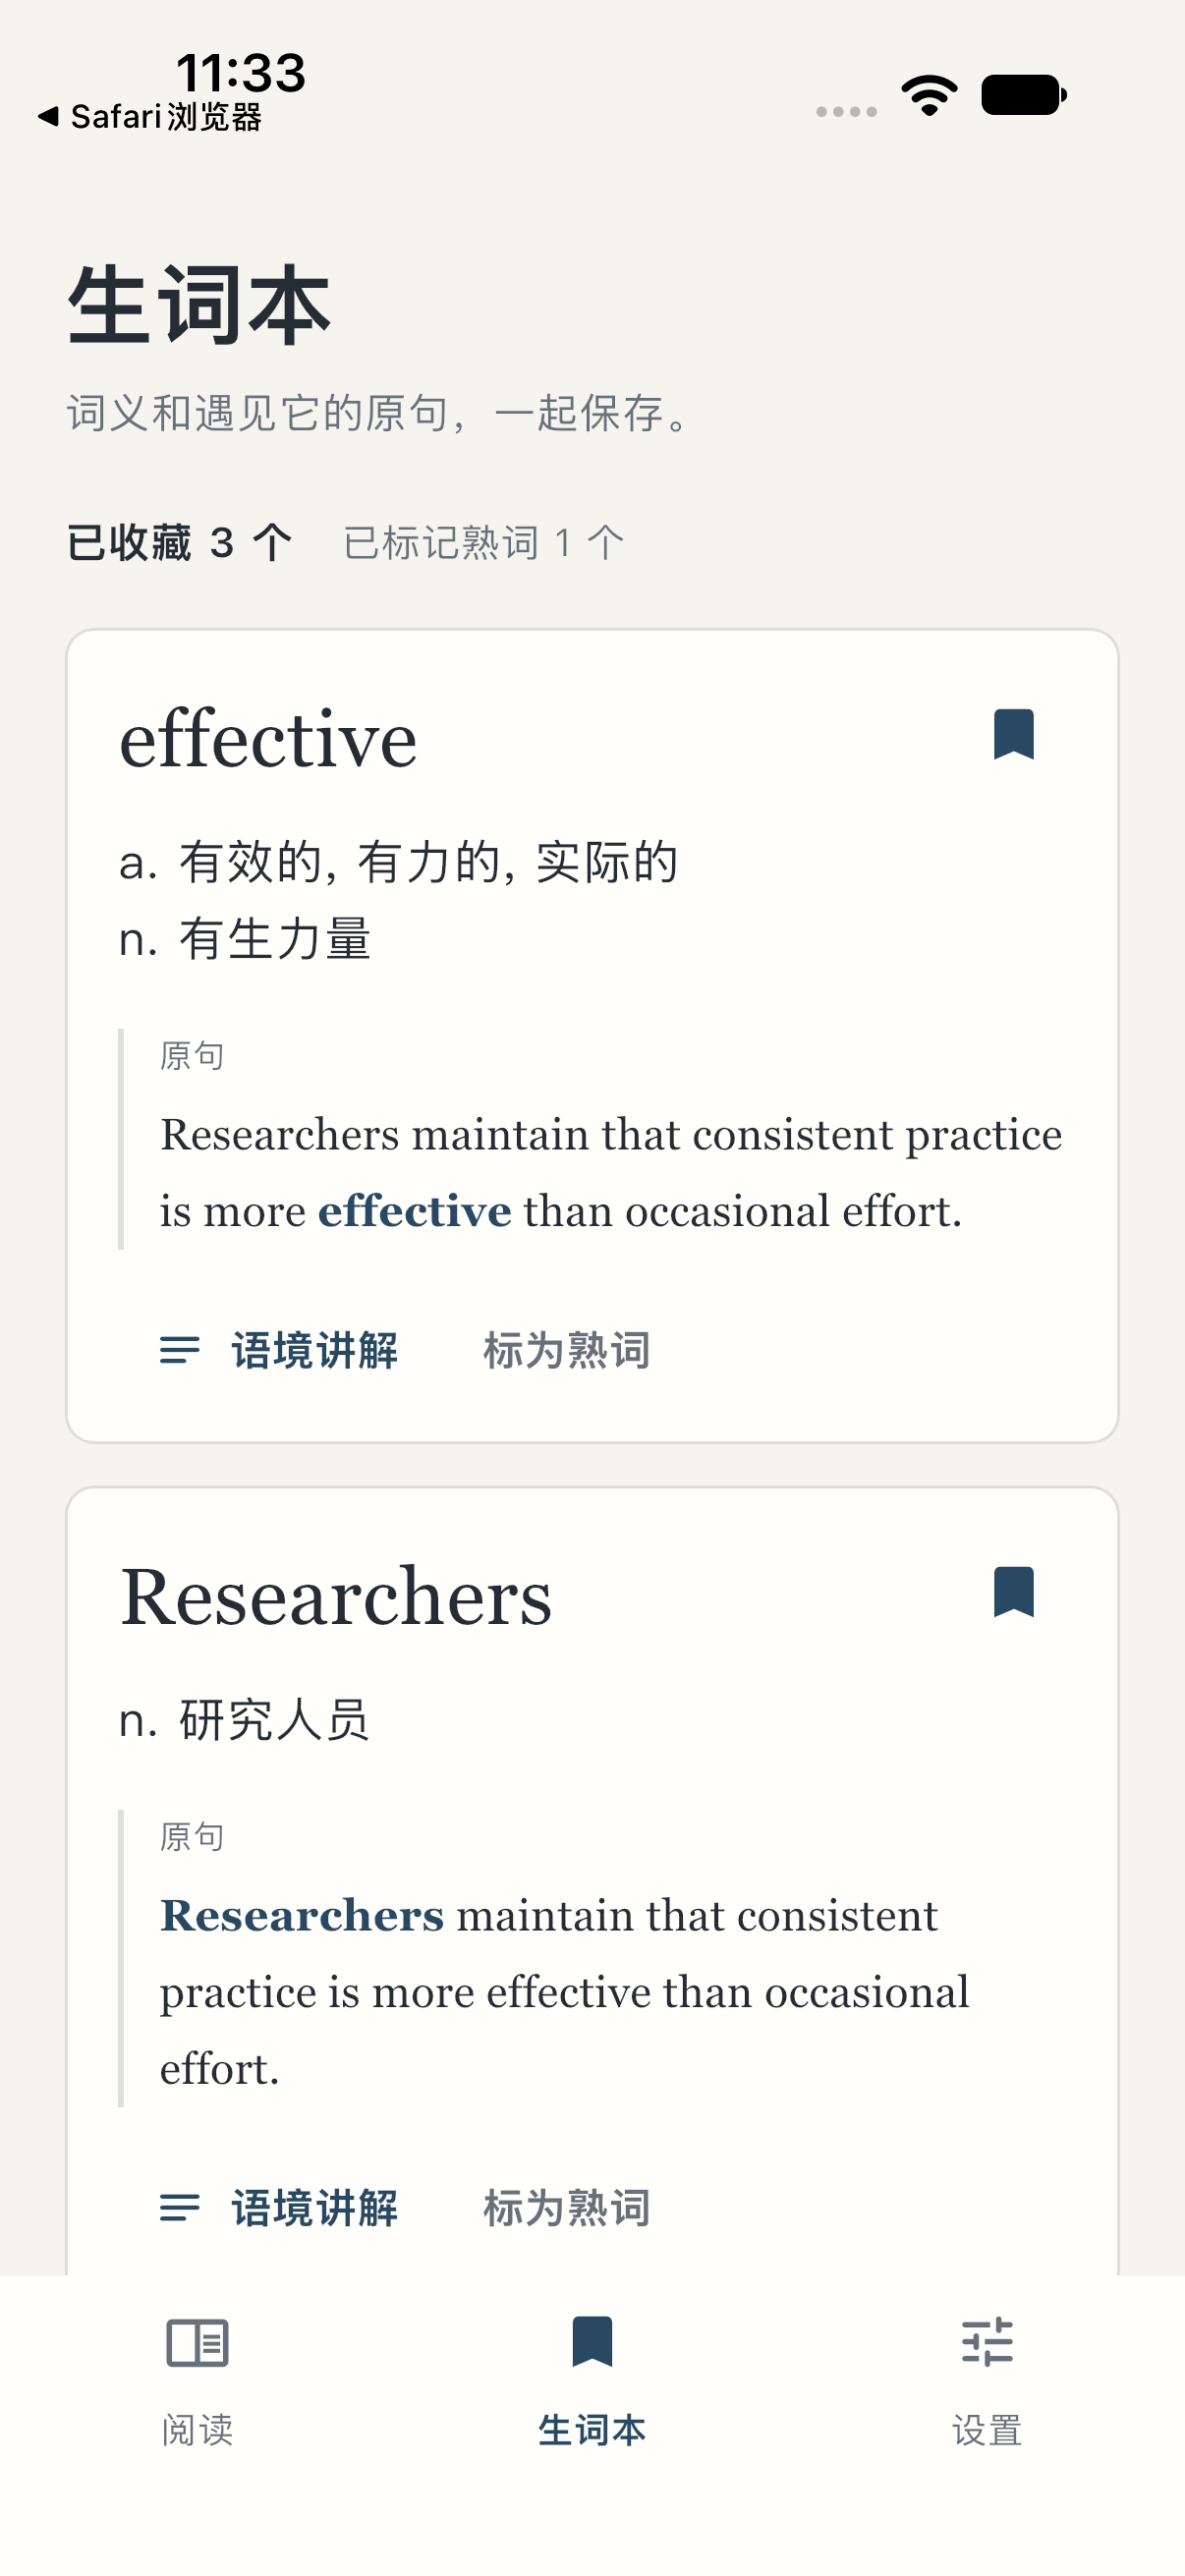 11:33
◀ Safari浏览器
生词本
词义和遇见它的原句，一起保存。
已收藏 3 个 已标记熟词 1 个
effective
a. 有效的, 有力的, 实际的
n. 有生力量
原句
Researchers maintain that consistent practice
is more effective than occasional effort.
语境讲解 标为熟词
Researchers
n. 研究人员
原句
Researchers maintain that consistent
practice is more effective than occasional
effort.
语境讲解 标为熟词
阅读 生词本 设置